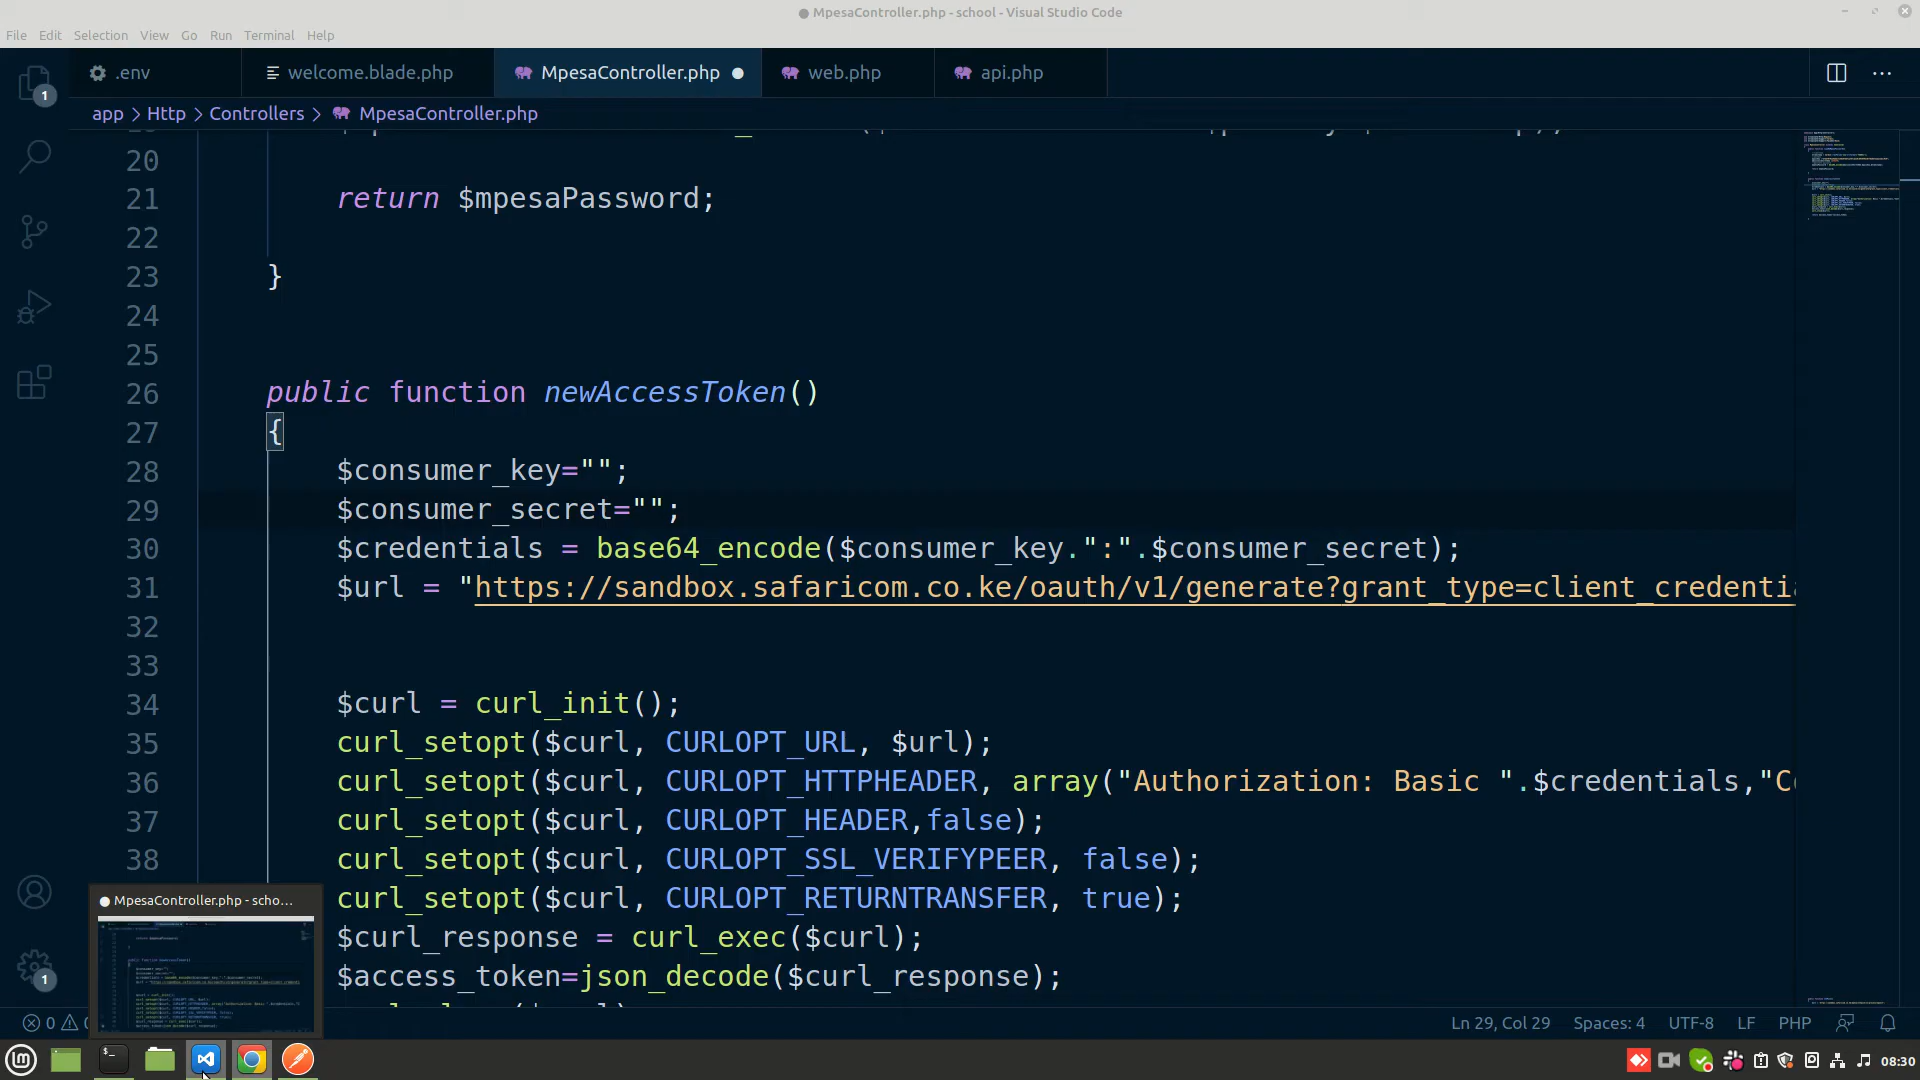 MpesaController.php - school - Visual Studio Code
File Edit Selection View Go Run Terminal Help
.env welcome.blade.php MpesaController.php web.php api.php
app > Http > Controllers > MpesaController.php
20
21 return $mpesaPassword;
22
23 }
24
25
26 public function newAccessToken()
27 {
28 $consumer_key="";
29 $consumer_secret="";
30 $credentials = base64_encode($consumer_key.":".$consumer_secret);
31 $url = "https://sandbox.safaricom.co.ke/oauth/v1/generate?grant_type=client_credentia
32
33
34 $curl = curl_init();
35 curl_setopt($curl, CURLOPT_URL, $url);
36 curl_setopt($curl, CURLOPT_HTTPHEADER, array("Authorization: Basic ".$credentials,"Co
37 curl_setopt($curl, CURLOPT_HEADER,false);
38 curl_setopt($curl, CURLOPT_SSL_VERIFYPEER, false);
curl_setopt($curl, CURLOPT_RETURNTRANSFER, true);
$curl_response = curl_exec($curl);
$access_token=json_decode($curl_response);
1
1
MpesaController.php - scho...
0 0
Ln 29, Col 29 Spaces: 4 UTF-8 LF PHP
08:30